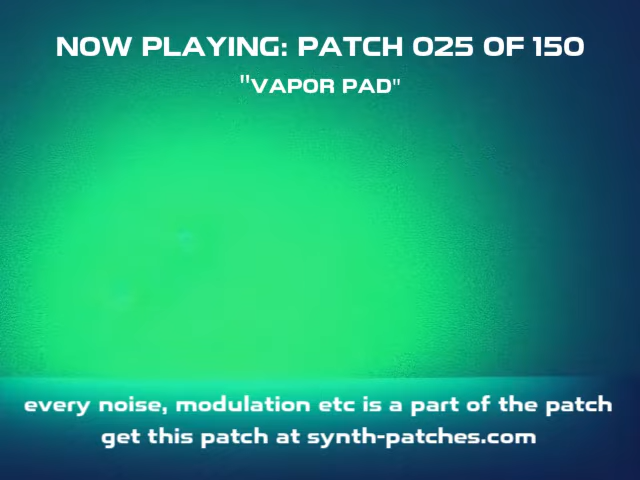 NOW PLAYING: PATCH 025 OF 150
"VAPOR PAD"
every noise, modulation etc is a part of the patch
get this patch at synth-patches.com